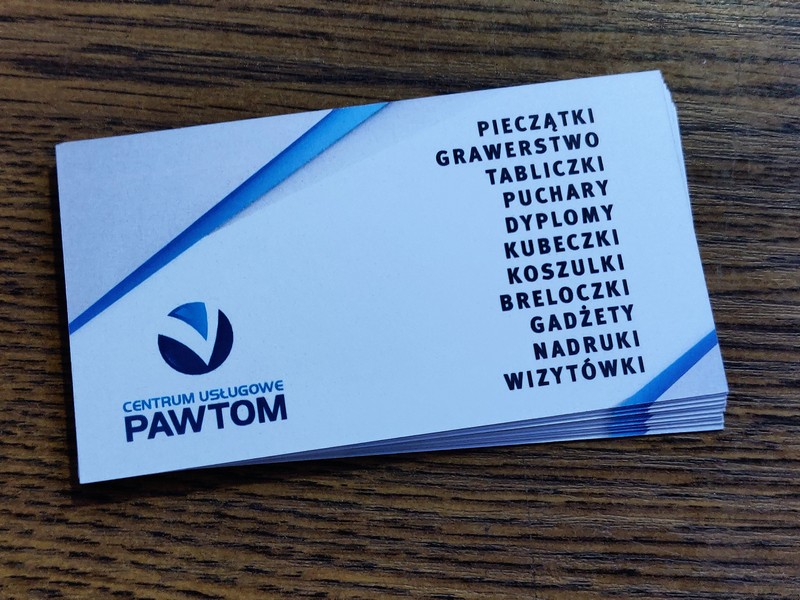 PIECZĄTKI
GRAWERSTWO
TABLICZKI
PUCHARY
DYPLOMY
KUBECZKI
KOSZULKI
BRELOCZKI
GADŻETY
NADRUKI
WIZYTÓWKI
CENTRUM USŁUGOWE
PAWTOM